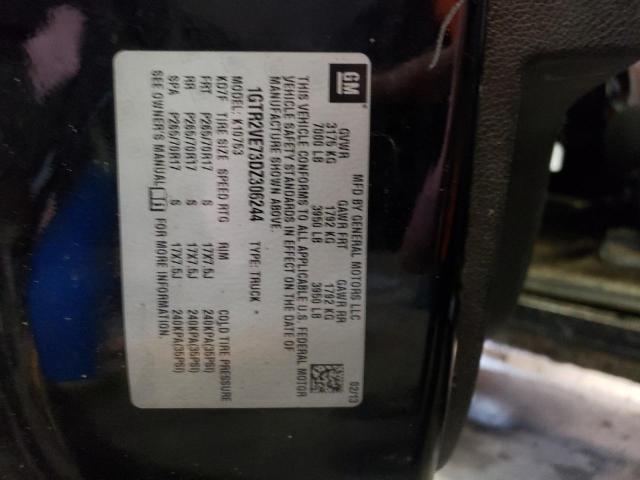 GM
MFD BY GENERAL MOTORS LLC 02/13
GVWR GAWR FRT GAWR RR
3175 KG 1792 KG 1792 KG
7000 LB 3950 LB 3950 LB
THIS VEHICLE CONFORMS TO ALL APPLICABLE U.S. FEDERAL MOTOR
VEHICLE SAFETY STANDARDS IN EFFECT ON THE DATE OF
MANUFACTURE SHOWN ABOVE.
1GTR2VE73DZ306244 TYPE: TRUCK
MODEL: K10753
KD7F TIRE SIZE SPEED RTG RIM COLD TIRE PRESSURE
FRT P265/70R17 S 17X7.5J 240KPA(35PSI)
RR P265/70R17 S 17X7.5J 240KPA(35PSI)
SPA P265/70R17 S 17X7.5J 240KPA(35PSI)
SEE OWNER'S MANUAL FOR MORE INFORMATION.